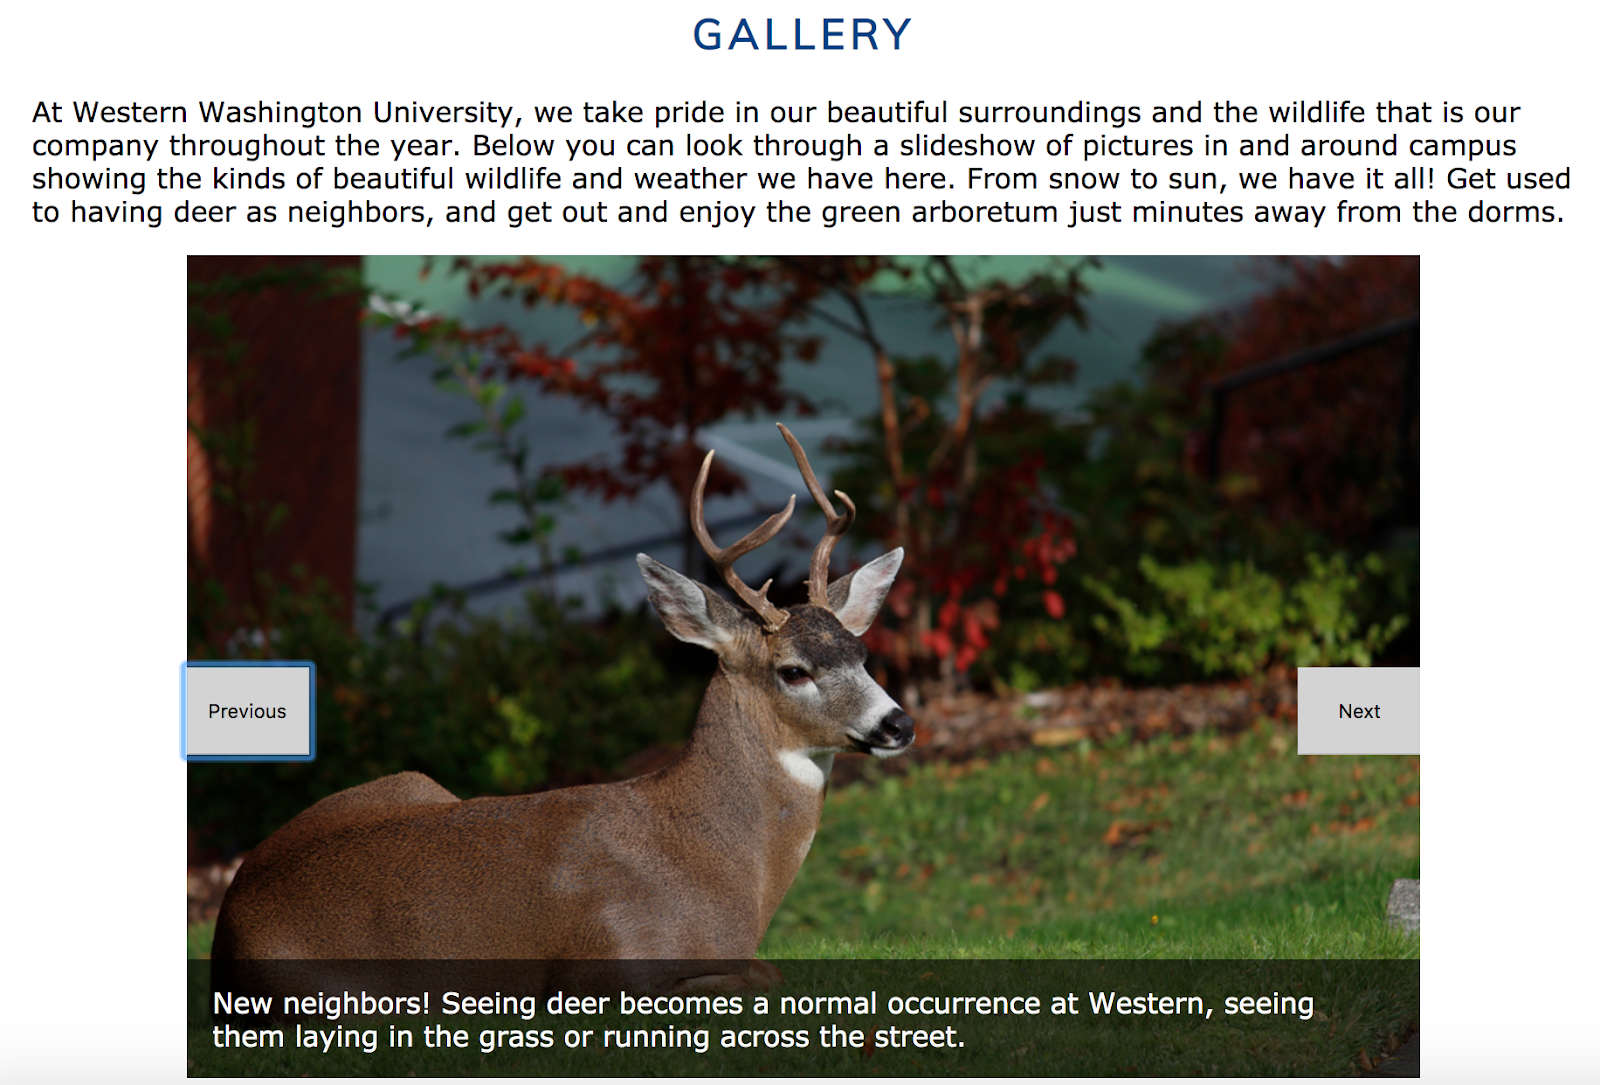 GALLERY
At Western Washington University, we take pride in our beautiful surroundings and the wildlife that is our
company throughout the year. Below you can look through a slideshow of pictures in and around campus
showing the kinds of beautiful wildlife and weather we have here. From snow to sun, we have it all! Get used
to having deer as neighbors, and get out and enjoy the green arboretum just minutes away from the dorms.
Previous
Next
New neighbors! Seeing deer becomes a normal occurrence at Western, seeing
them laying in the grass or running across the street.